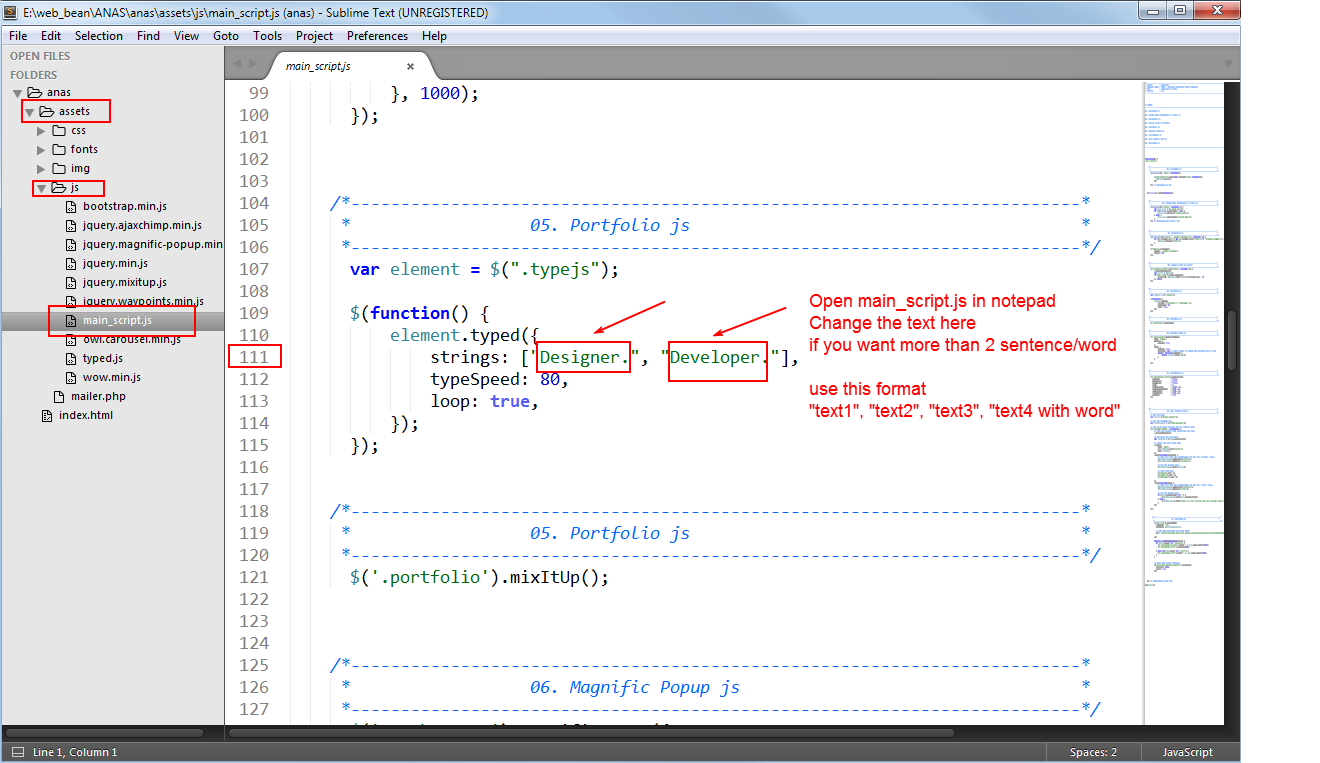 E:\web_bean\ANAS\anas\assets\js\main_script.js (anas) - Sublime Text (UNREGISTERED)
File Edit Selection Find View Goto Tools Project Preferences Help
OPEN FILES
FOLDERS
anas
assets
css
fonts
img
js
bootstrap.min.js
jquery.ajaxchimp.min.js
jquery.magnific-popup.min
jquery.min.js
jquery.mixitup.js
jquery.waypoints.min.js
main_script.js
owl.carousel.min.js
typed.js
wow.min.js
mailer.php
index.html
main_script.js ×
99 }, 1000);
100 });
101
102
103
104 /*-------------------------------------------------------------------------*
105 * 05. Portfolio js *
106 *-------------------------------------------------------------------------*/
107 var element = $(".typejs");
108
109 $(function() {
110 element.typed({
111 strings: ["Designer.", "Developer."],
112 typeSpeed: 80,
113 loop: true,
114 });
115 });
116
117
118 /*-------------------------------------------------------------------------*
119 * 05. Portfolio js *
120 *-------------------------------------------------------------------------*/
121 $('.portfolio').mixItUp();
122
123
124
125 /*-------------------------------------------------------------------------*
126 * 06. Magnific Popup js *
127 *-------------------------------------------------------------------------*/
Open main_script.js in notepad
Change the text here
if you want more than 2 sentence/word
use this format
"text1", "text2", "text3", "text4 with word"
Line 1, Column 1
Spaces: 2
JavaScript